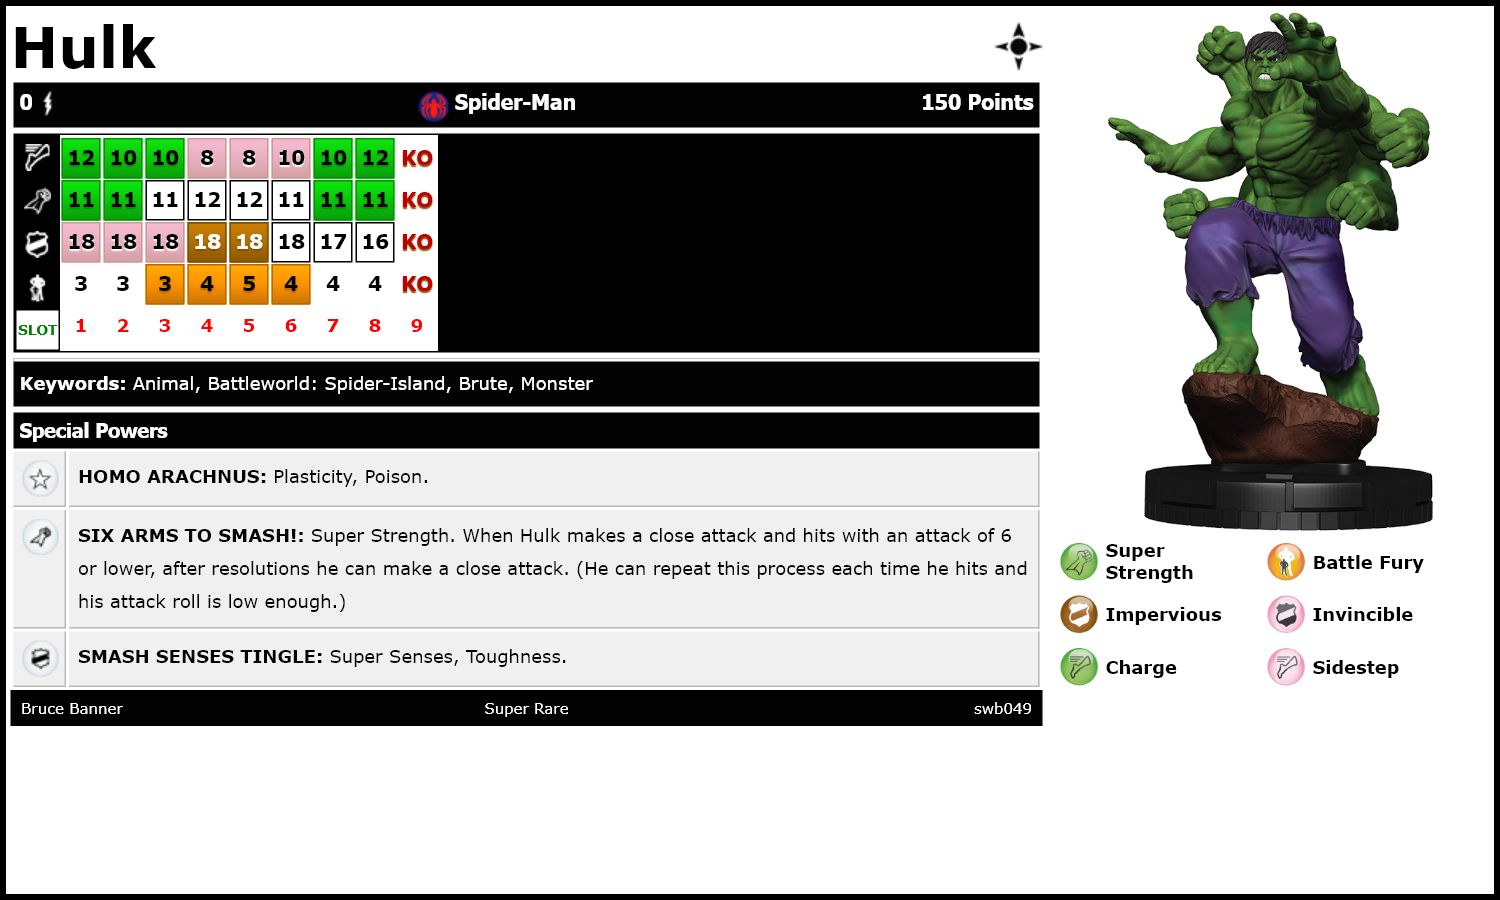 Hulk
0 Spider-Man 150 Points
12 10 10 8 8 10 10 12 KO
11 11 11 12 12 11 11 11 KO
18 18 18 18 18 18 17 16 KO
3 3 3 4 5 4 4 4 KO
SLOT 1 2 3 4 5 6 7 8 9
Keywords: Animal, Battleworld: Spider-Island, Brute, Monster
Special Powers
HOMO ARACHNUS: Plasticity, Poison.
SIX ARMS TO SMASH!: Super Strength. When Hulk makes a close attack and hits with an attack of 6
or lower, after resolutions he can make a close attack. (He can repeat this process each time he hits and
his attack roll is low enough.)
SMASH SENSES TINGLE: Super Senses, Toughness.
Bruce Banner Super Rare swb049
Super
Strength
Battle Fury
Impervious
Invincible
Charge
Sidestep